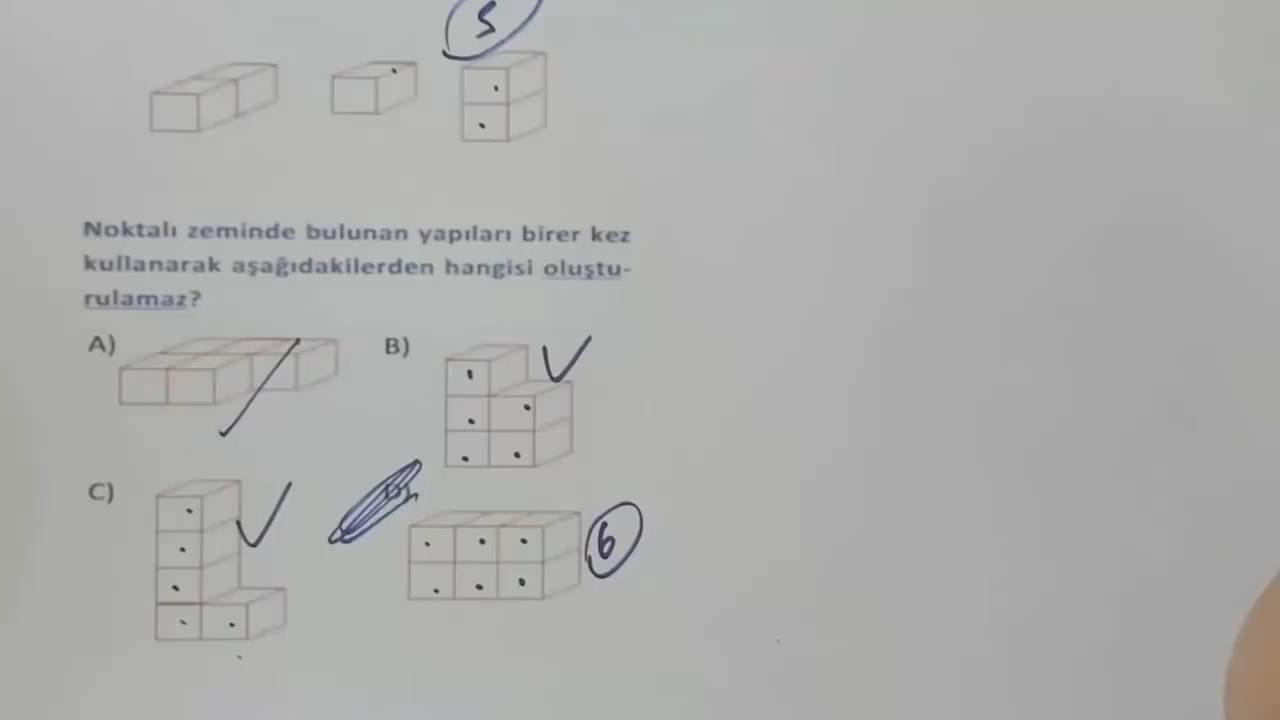 5
Noktalı zeminde bulunan yapıları birer kez
kullanarak aşağıdakilerden hangisi oluştu-
rulamaz?
A)
B)
C)
6